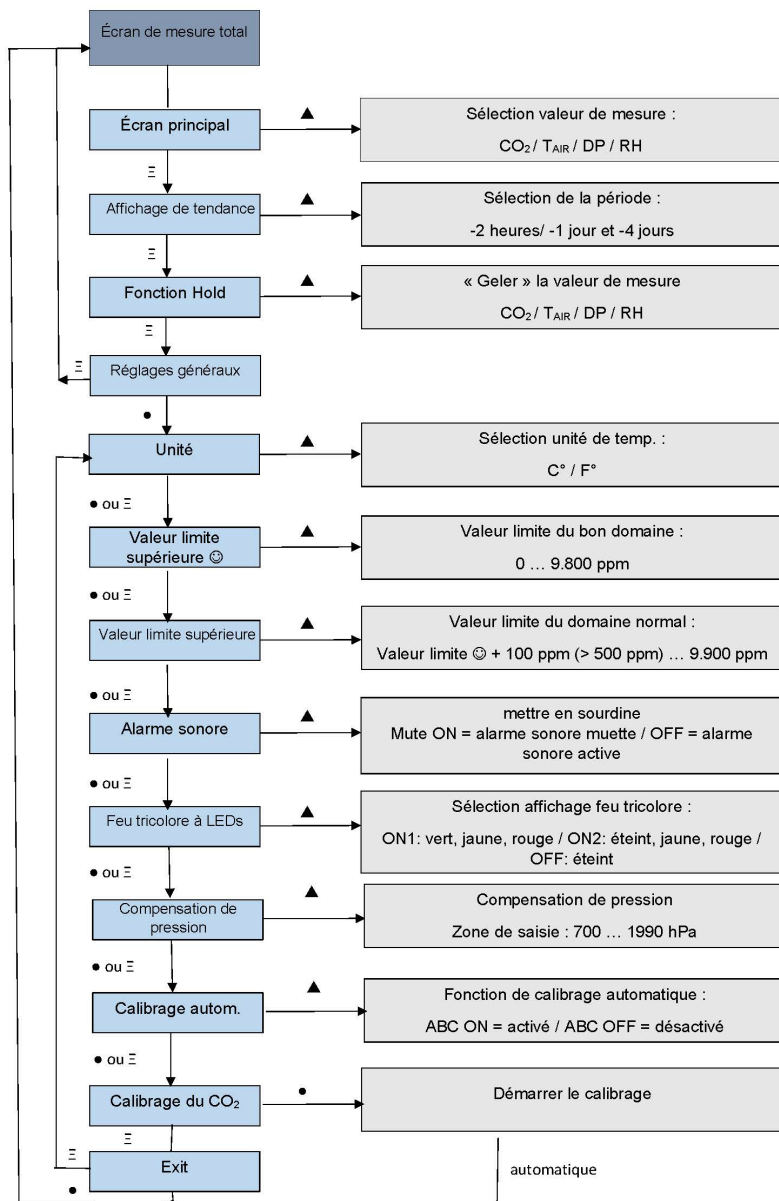 Écran de mesure total
▲
Écran principal
Sélection valeur de mesure :
CO₂ / TAIR / DP / RH
Ξ
▲
Affichage de tendance
Sélection de la période :
-2 heures/ -1 jour et -4 jours
Ξ
▲
Fonction Hold
« Geler » la valeur de mesure
CO₂ / TAIR / DP / RH
Ξ
Ξ
Réglages généraux
●
▲
Unité
Sélection unité de temp. :
C° / F°
● ou Ξ
▲
Valeur limite
supérieure ☺
Valeur limite du bon domaine :
0 … 9.800 ppm
● ou Ξ
▲
Valeur limite supérieure
Valeur limite du domaine normal :
Valeur limite ☺ + 100 ppm (> 500 ppm) … 9.900 ppm
● ou Ξ
▲
Alarme sonore
mettre en sourdine
Mute ON = alarme sonore muette / OFF = alarme
sonore active
● ou Ξ
▲
Feu tricolore à LEDs
Sélection affichage feu tricolore :
ON1: vert, jaune, rouge / ON2: éteint, jaune, rouge /
OFF: éteint
● ou Ξ
▲
Compensation de
pression
Compensation de pression
Zone de saisie : 700 … 1990 hPa
● ou Ξ
▲
Calibrage autom.
Fonction de calibrage automatique :
ABC ON = activé / ABC OFF = désactivé
● ou Ξ
●
Calibrage du CO₂
Démarrer le calibrage
Ξ
Ξ
Exit
●
automatique